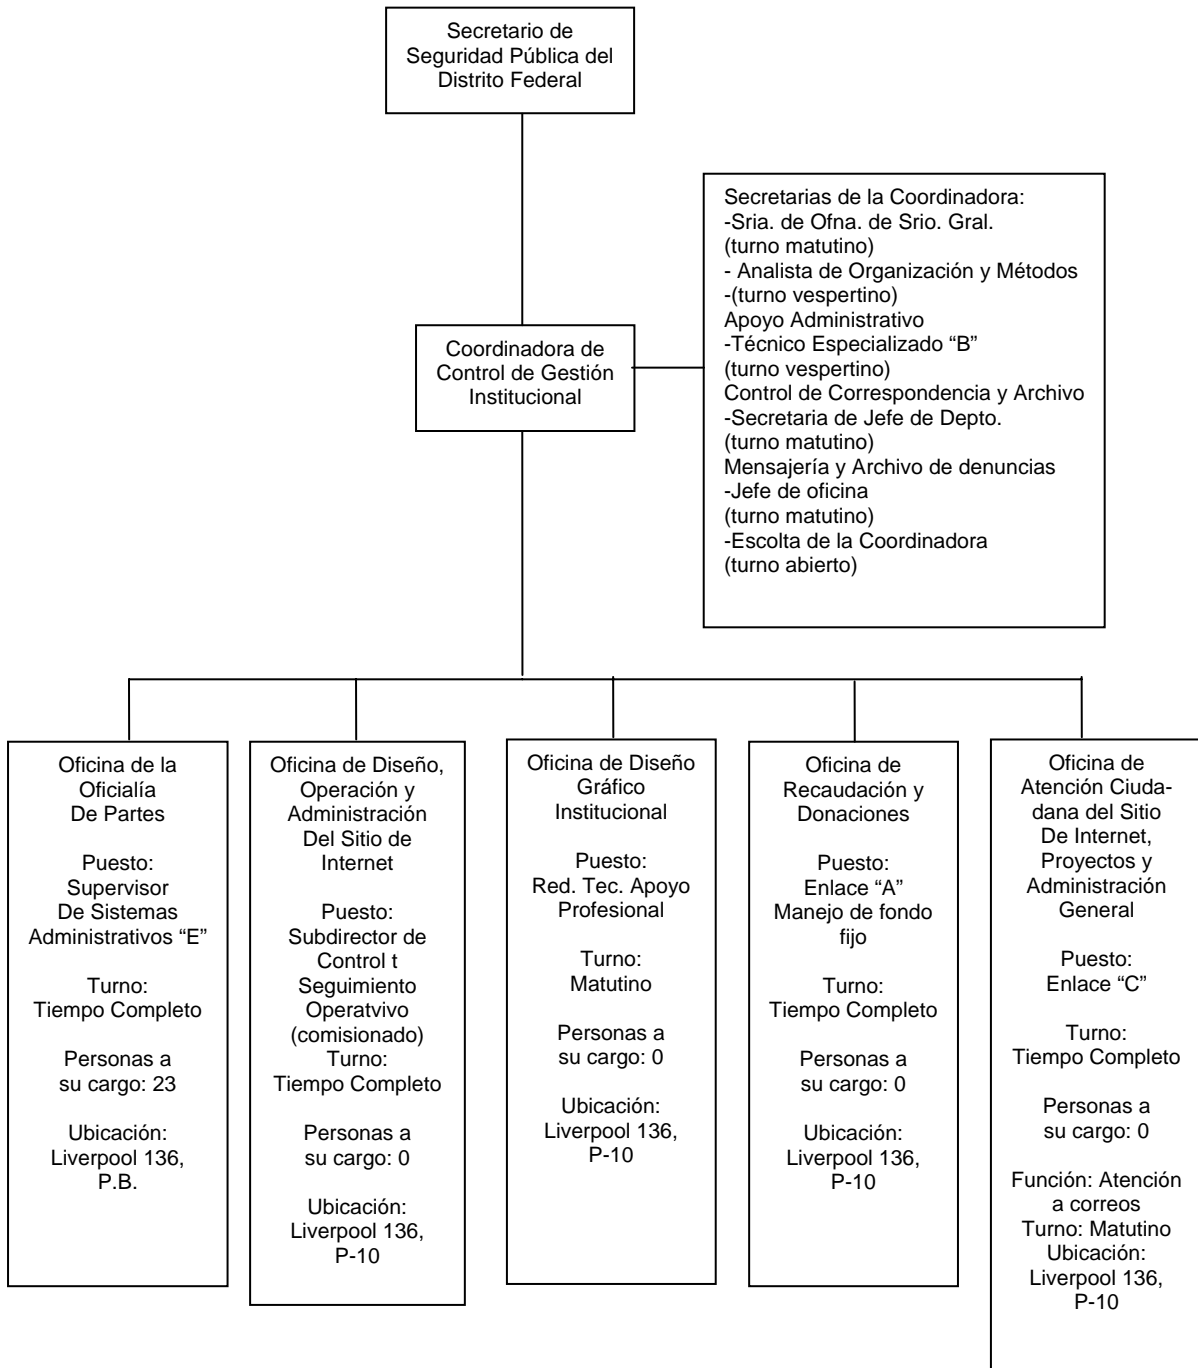 Secretario de
Seguridad Pública del
Distrito Federal
Secretarias de la Coordinadora:
-Sria. de Ofna. de Srio. Gral.
(turno matutino)
- Analista de Organización y Métodos
-(turno vespertino)
Apoyo Administrativo
-Técnico Especializado “B”
(turno vespertino)
Control de Correspondencia y Archivo
-Secretaria de Jefe de Depto.
(turno matutino)
Mensajería y Archivo de denuncias
-Jefe de oficina
(turno matutino)
-Escolta de la Coordinadora
(turno abierto)
Coordinadora de
Control de Gestión
Institucional
Oficina de la
Oficialía
De Partes
Puesto:
Supervisor
De Sistemas
Administrativos “E”
Turno:
Tiempo Completo
Personas a
su cargo: 23
Ubicación:
Liverpool 136,
P.B.
Oficina de Diseño,
Operación y
Administración
Del Sitio de
Internet
Puesto:
Subdirector de
Control t
Seguimiento
Operatvivo
(comisionado)
Turno:
Tiempo Completo
Personas a
su cargo: 0
Ubicación:
Liverpool 136,
P-10
Oficina de Diseño
Gráfico
Institucional
Puesto:
Red. Tec. Apoyo
Profesional
Turno:
Matutino
Personas a
su cargo: 0
Ubicación:
Liverpool 136,
P-10
Oficina de
Recaudación y
Donaciones
Puesto:
Enlace “A”
Manejo de fondo
fijo
Turno:
Tiempo Completo
Personas a
su cargo: 0
Ubicación:
Liverpool 136,
P-10
Oficina de
Atención Ciuda-
dana del Sitio
De Internet,
Proyectos y
Administración
General
Puesto:
Enlace “C”
Turno:
Tiempo Completo
Personas a
su cargo: 0
Función: Atención
a correos
Turno: Matutino
Ubicación:
Liverpool 136,
P-10